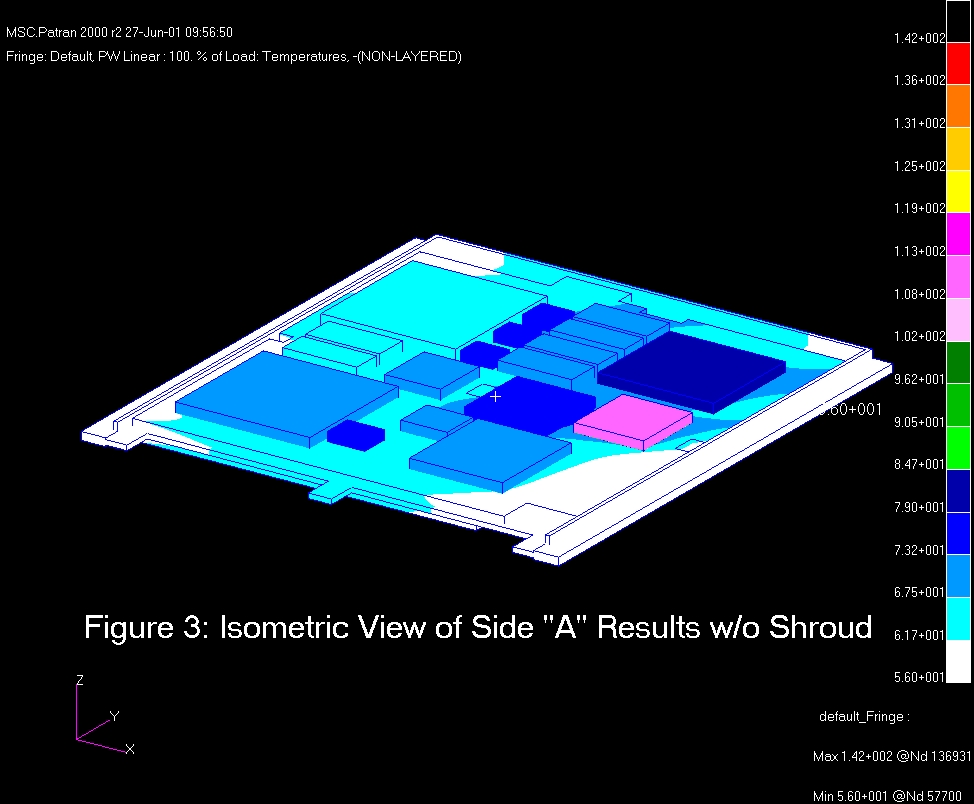 MSC.Patran 2000 r2 27-Jun-01 09:56:50
Fringe: Default, PW Linear : 100. % of Load: Temperatures, -(NON-LAYERED)
1.42+002
1.36+002
1.31+002
1.25+002
1.19+002
1.13+002
1.08+002
1.02+002
9.62+001
9.05+001
8.47+001
7.90+001
7.32+001
6.75+001
6.17+001
5.60+001
5.60+001
Figure 3: Isometric View of Side "A" Results w/o Shroud
Z
Y
X
default_Fringe :
Max 1.42+002 @Nd 136931
Min 5.60+001 @Nd 57700